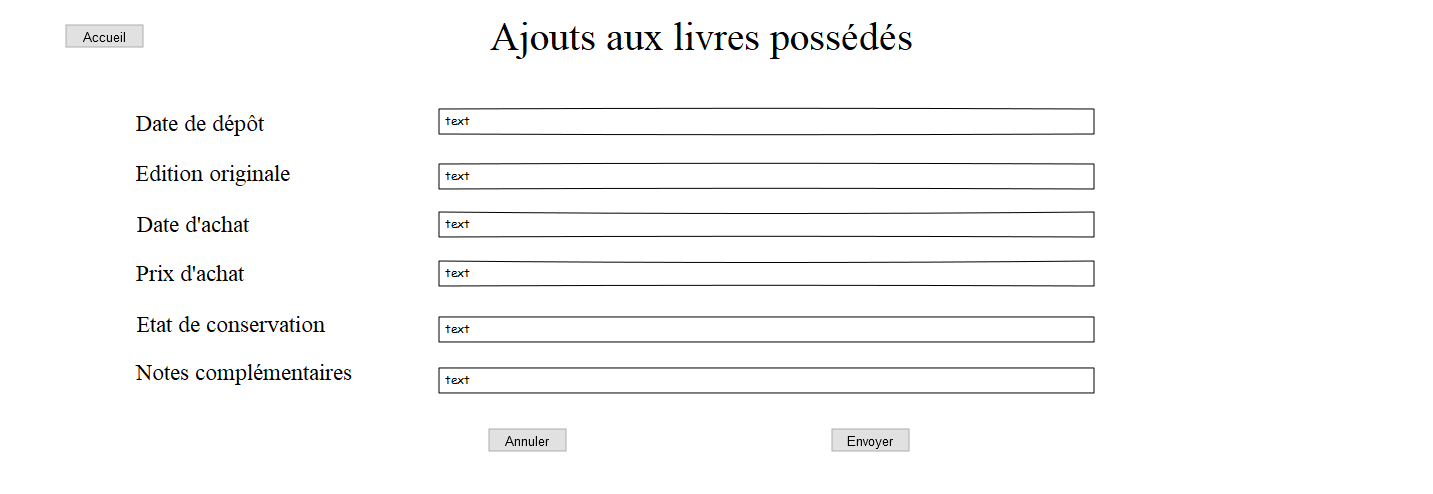 Accueil
Ajouts aux livres possédés
Date de dépôt
text
Edition originale
text
Date d'achat
text
Prix d'achat
text
Etat de conservation
text
Notes complémentaires
text
Annuler
Envoyer